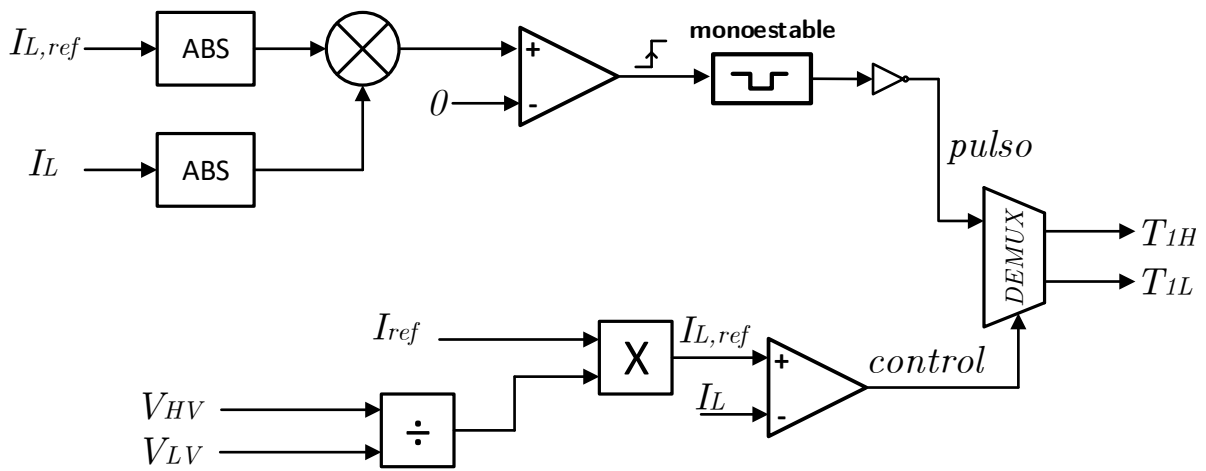 I_L,ref
ABS
+
0
-
monoestable
I_L
ABS
pulso
DEMUX
T_1H
T_1L
I_ref
X
I_L,ref
+
I_L
-
control
V_HV
V_LV
÷